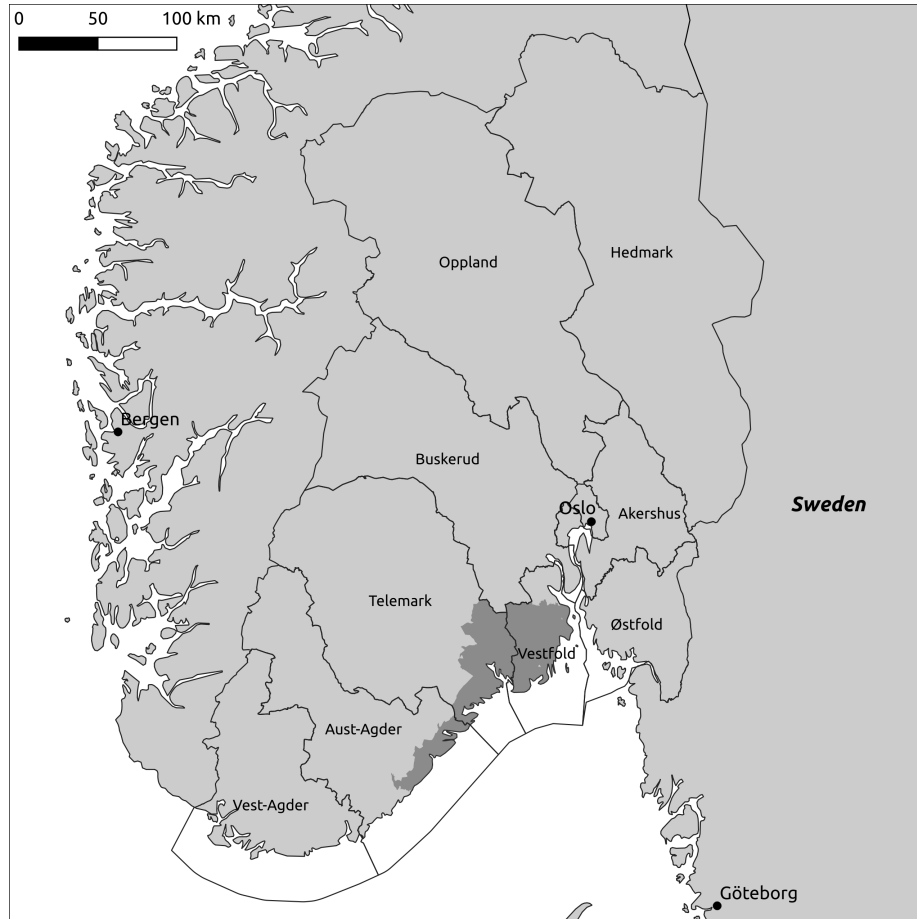 0 50 100 km
Oppland
Hedmark
Bergen
Buskerud
Sweden
Oslo
Akershus
Telemark
Østfold
Vestfold
Aust-Agder
Vest-Agder
Göteborg